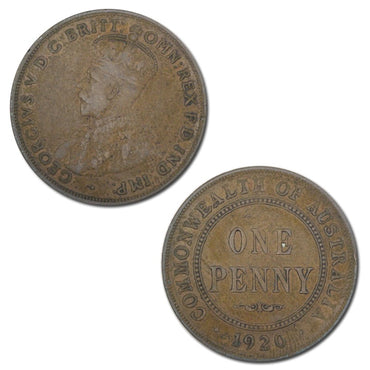 GEORGIVS V D.G.BRITT: OMN:REX F.D.IND:IMP:
COMMONWEALTH OF AUSTRALIA
ONE
PENNY
1920